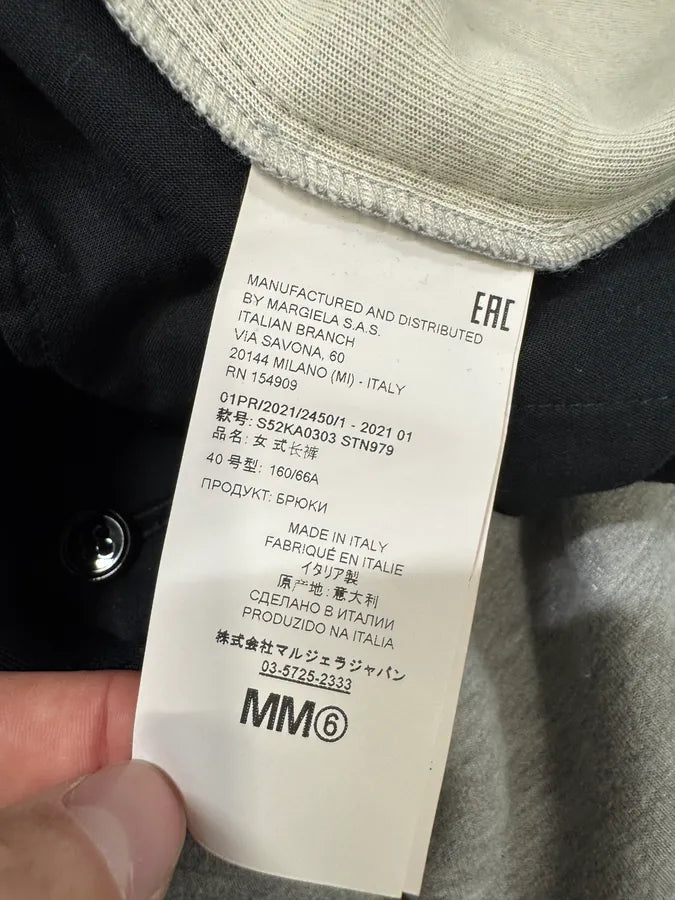 EAC
MANUFACTURED AND DISTRIBUTED
BY MARGIELA S.A.S.
ITALIAN BRANCH
VIA SAVONA, 60
20144 MILANO (MI) - ITALY
RN 154909
01PR/2021/2450/1 - 2021 01
款号: S52KA0303 STN979
品名: 女 式长裤
40 号型: 160/66A
ПРОДУКТ: БРЮКИ
MADE IN ITALY
FABRIQUÉ EN ITALIE
イタリア製
原产地: 意大利
СДЕЛАНО В ИТАЛИИ
PRODUZIDO NA ITALIA
株式会社マルジェラジャパン
03-5725-2333
MM⑥